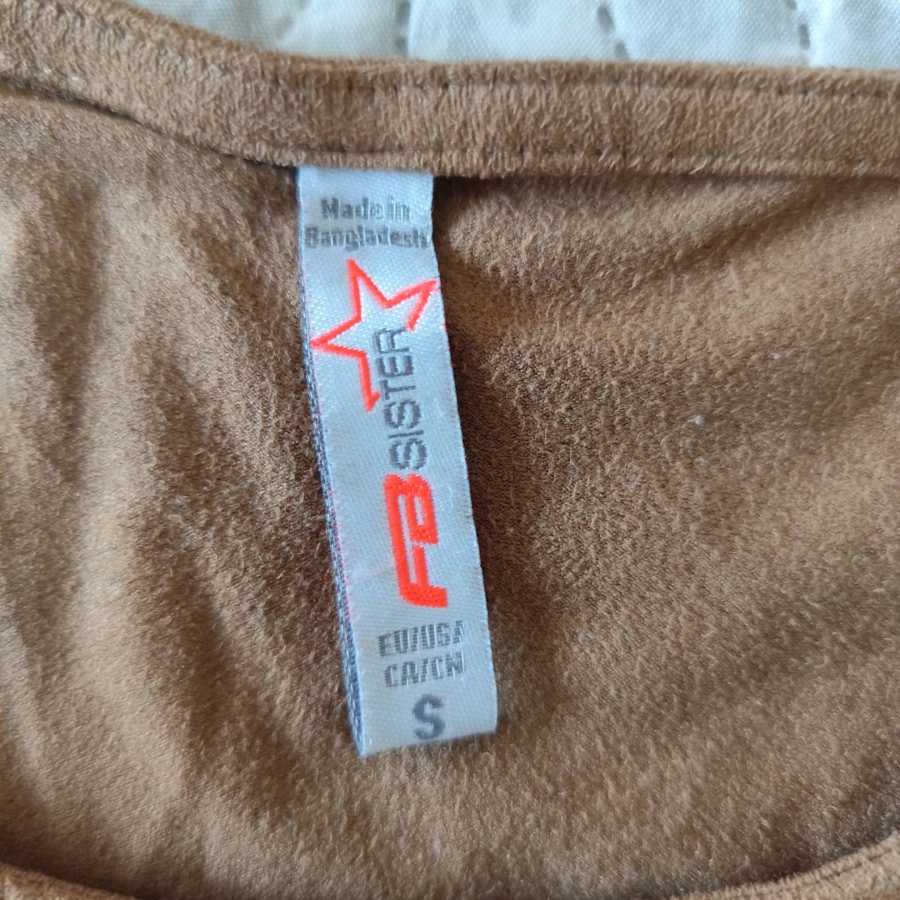 Made in
Bangladesh
FB SISTER
EU/USA
CA/CN
S